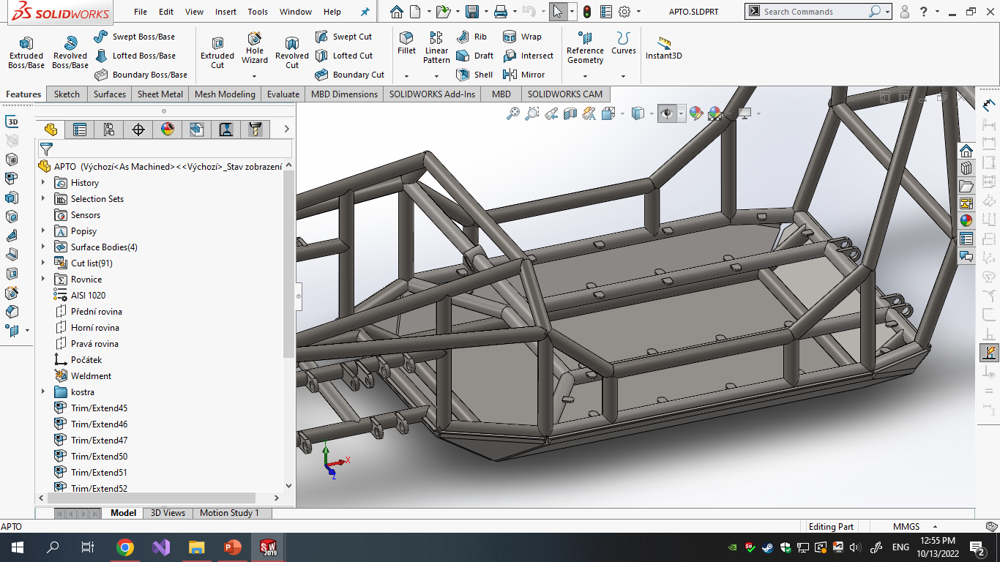 SOLIDWORKS File Edit View Insert Tools Window Help APTO.SLDPRT Search Commands ?
Extruded Boss/Base
Revolved Boss/Base
Swept Boss/Base
Lofted Boss/Base
Boundary Boss/Base
Extruded Cut
Hole Wizard
Revolved Cut
Swept Cut
Lofted Cut
Boundary Cut
Fillet
Linear Pattern
Rib
Draft
Shell
Wrap
Intersect
Mirror
Reference Geometry
Curves
Instant3D
Features Sketch Surfaces Sheet Metal Mesh Modeling Evaluate MBD Dimensions SOLIDWORKS Add-Ins MBD SOLIDWORKS CAM
3D
APTO (Výchozí<As Machined><<Výchozí>_Stav zobrazení
History
Selection Sets
Sensors
Popisy
Surface Bodies(4)
Cut list(91)
Rovnice
AISI 1020
Přední rovina
Horní rovina
Pravá rovina
Počátek
Weldment
kostra
Trim/Extend45
Trim/Extend46
Trim/Extend47
Trim/Extend50
Trim/Extend51
Trim/Extend52
X
Z
Model 3D Views Motion Study 1
APTO Editing Part MMGS
SW 2019
ENG
12:55 PM
10/13/2022
2